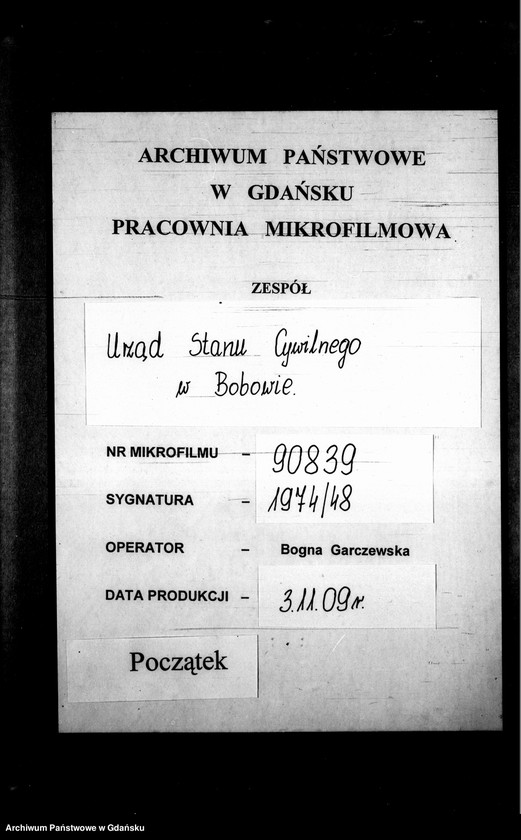 ARCHIWUM PAŃSTWOWE
W GDAŃSKU
PRACOWNIA MIKROFILMOWA
ZESPÓŁ
Urząd Stanu Cywilnego
w Bobowie.
NR MIKROFILMU – 90839
SYGNATURA – 1974/48
OPERATOR – Bogna Garczewska
DATA PRODUKCJI – 3.11.09r.
Początek
Archiwum Państwowe w Gdańsku